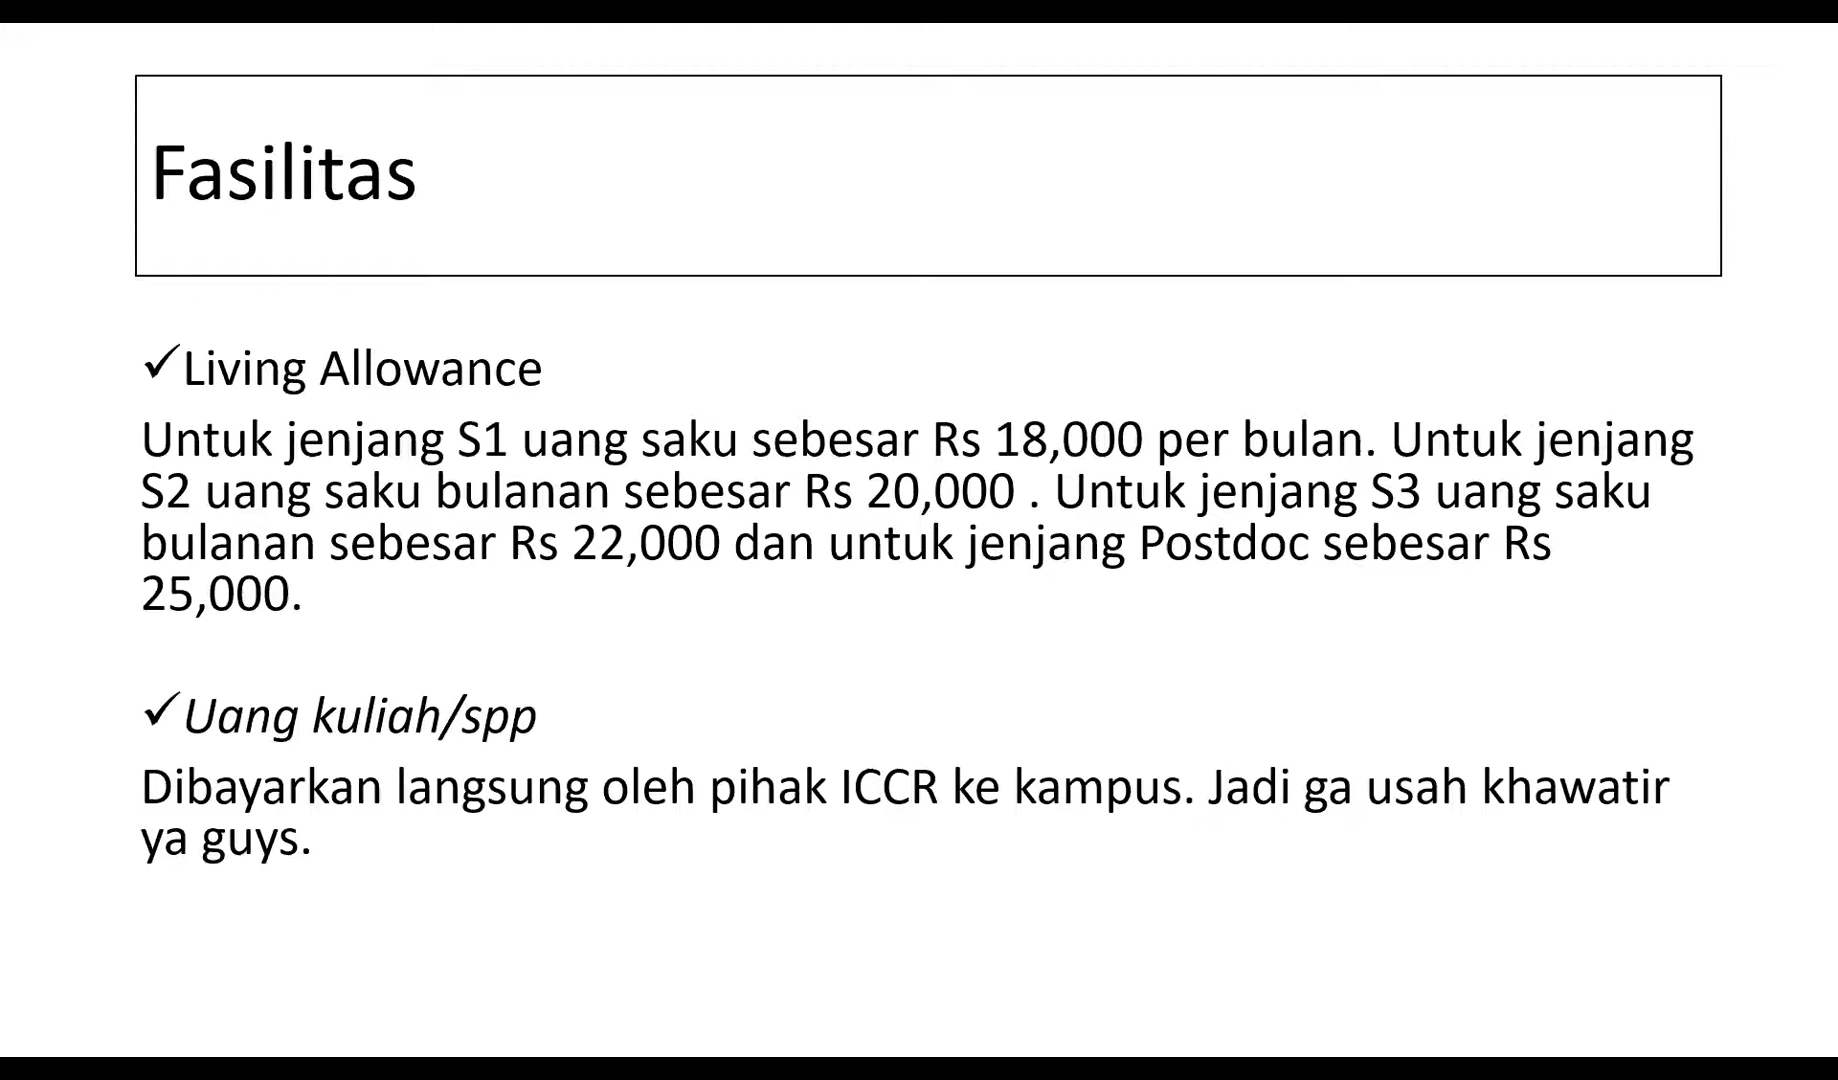 Fasilitas
✓Living Allowance
Untuk jenjang S1 uang saku sebesar Rs 18,000 per bulan. Untuk jenjang
S2 uang saku bulanan sebesar Rs 20,000 . Untuk jenjang S3 uang saku
bulanan sebesar Rs 22,000 dan untuk jenjang Postdoc sebesar Rs
25,000.
✓Uang kuliah/spp
Dibayarkan langsung oleh pihak ICCR ke kampus. Jadi ga usah khawatir
ya guys.